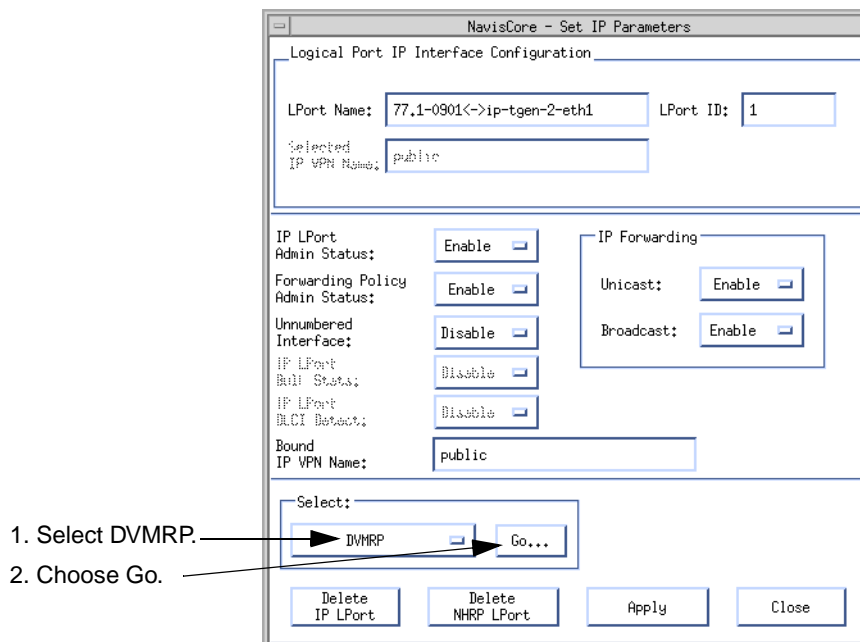 NavisCore - Set IP Parameters
Logical Port IP Interface Configuration
LPort Name: 77.1-0901<->ip-tgen-2-eth1 LPort ID: 1
Selected
IP VPN Name: public
IP LPort
Admin Status: Enable
Forwarding Policy
Admin Status: Enable
Unnumbered
Interface: Disable
IP LPort
Bulk Stats: Disable
IP LPort
DLCI Detect: Disable
Bound
IP VPN Name: public
IP Forwarding
Unicast: Enable
Broadcast: Enable
Select:
DVMRP Go...
1. Select DVMRP.
2. Choose Go.
Delete
IP LPort
Delete
NHRP LPort
Apply
Close